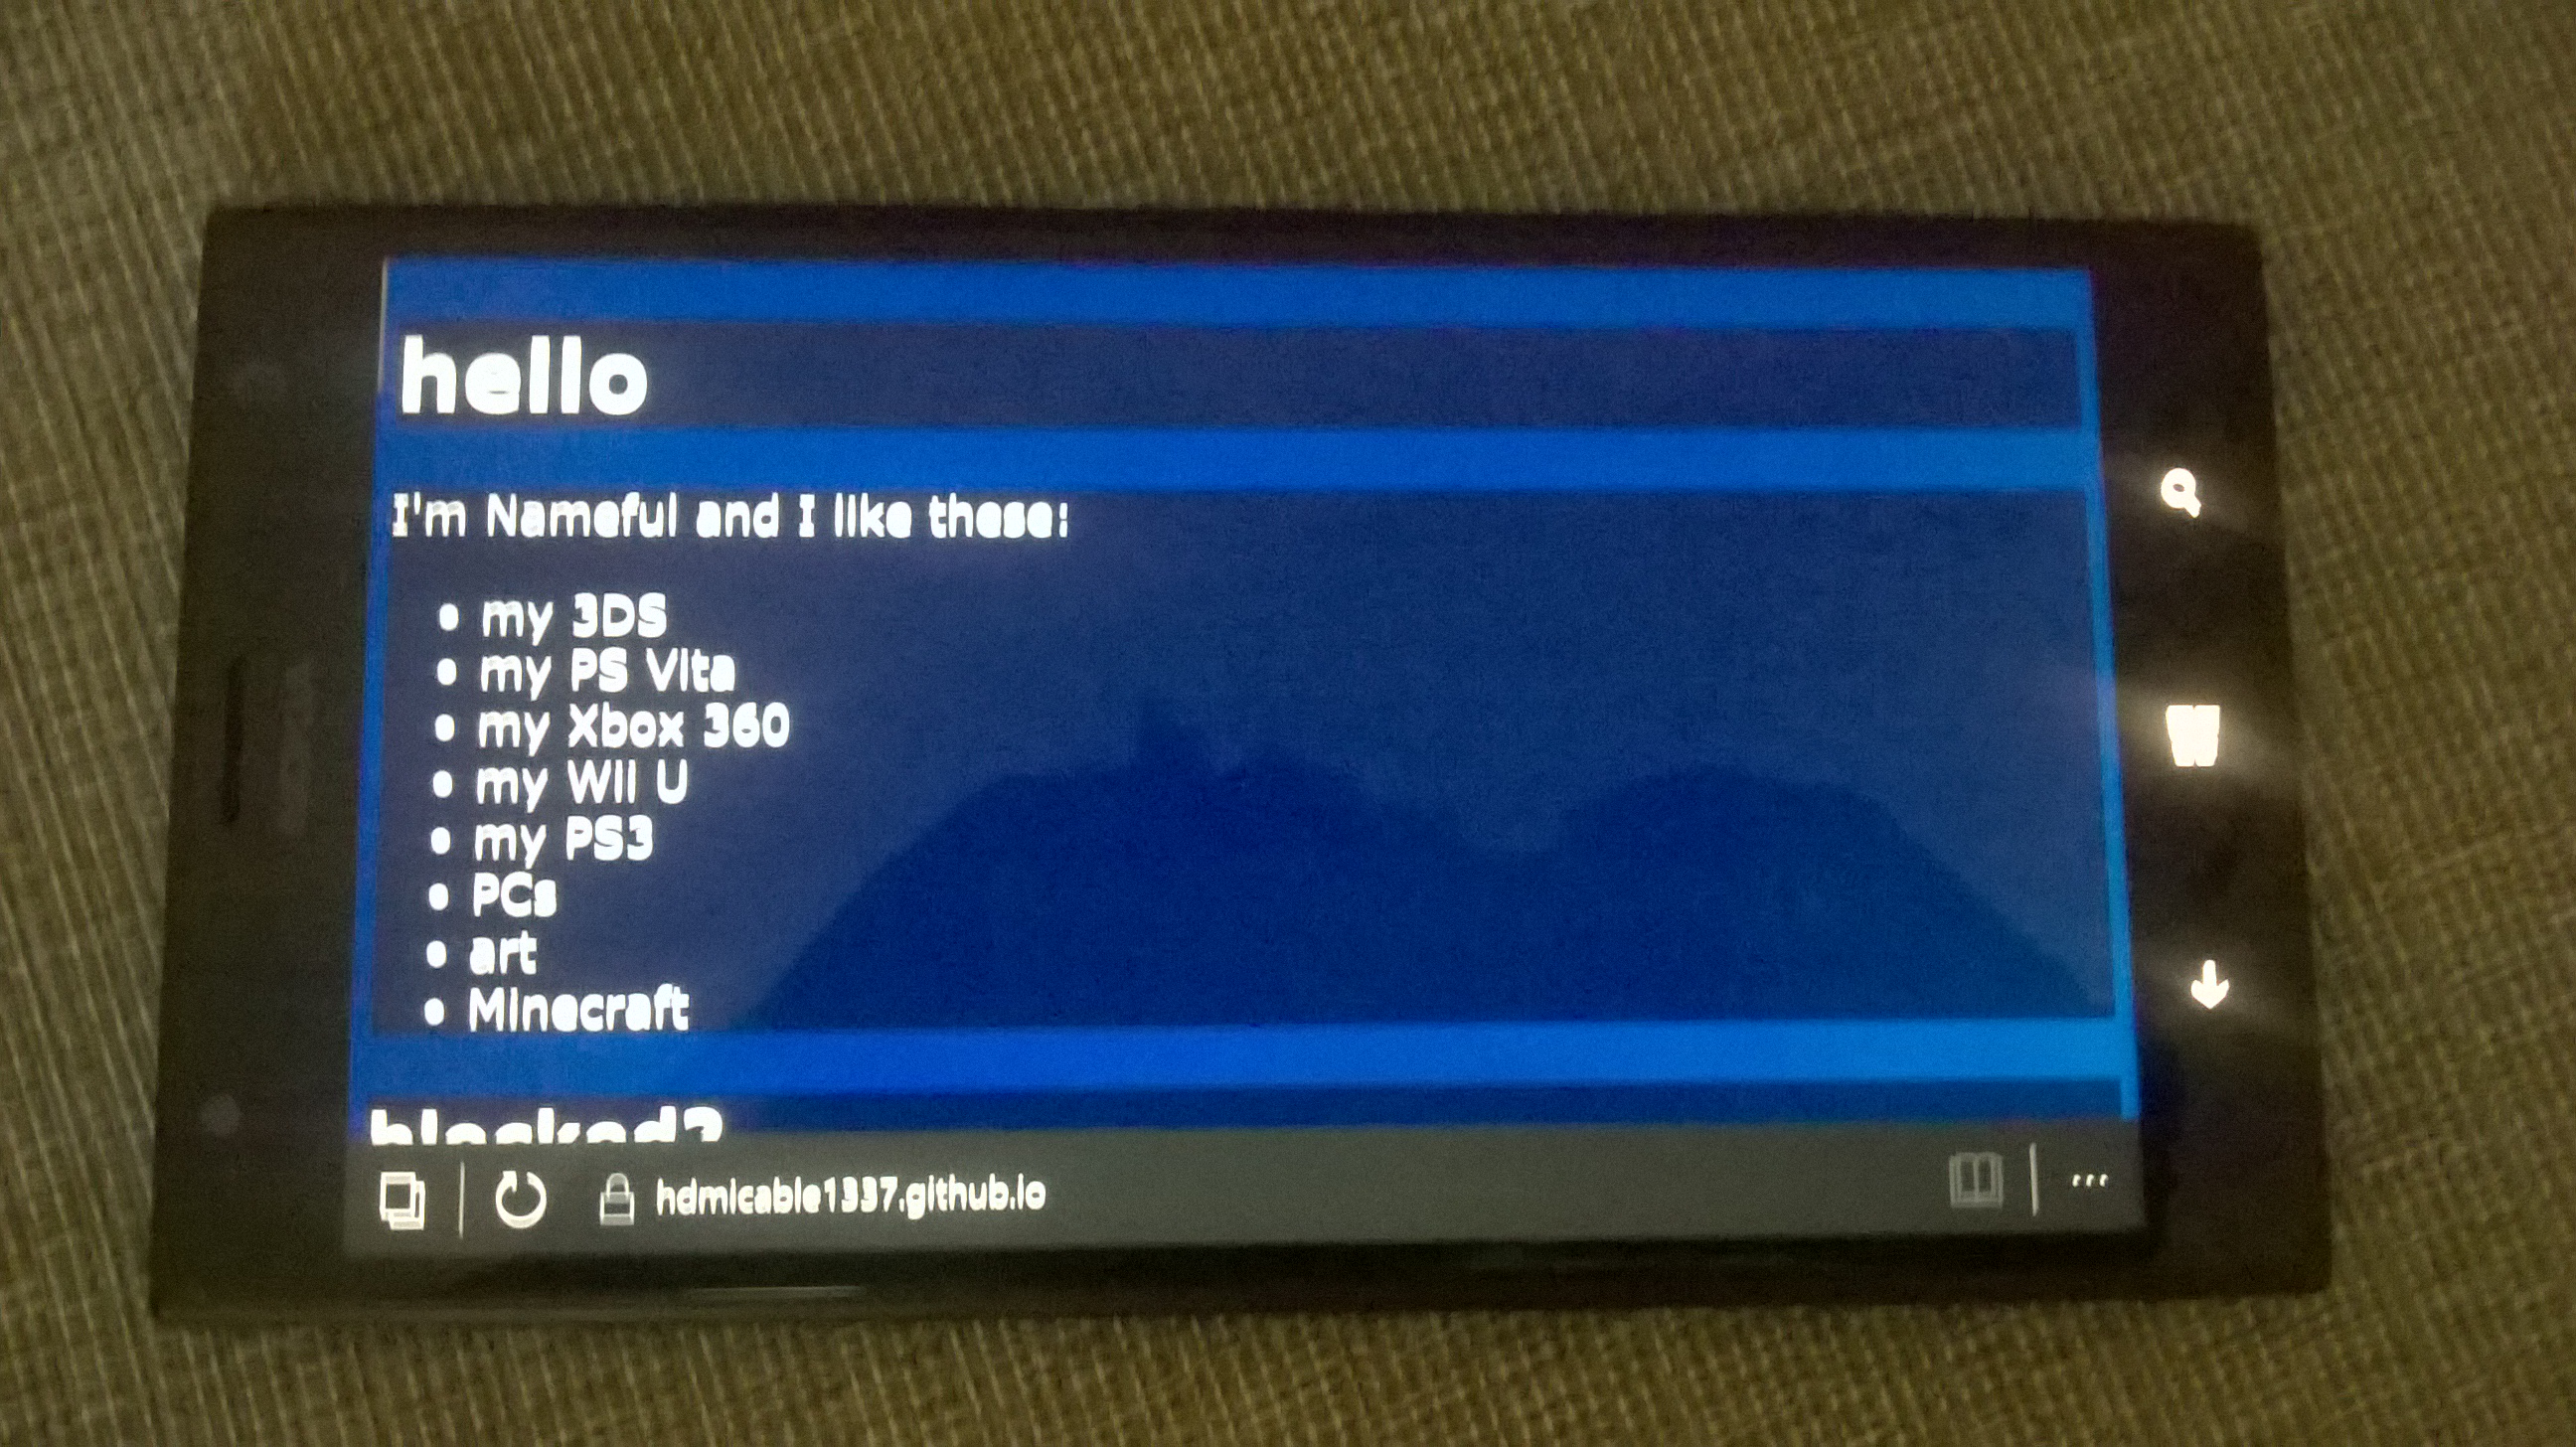 hello
I'm Nameful and I like these:
• my 3DS
• my PS Vita
• my Xbox 360
• my Wii U
• my PS3
• PCs
• art
• Minecraft
blocked?
hdmicable1337.github.io